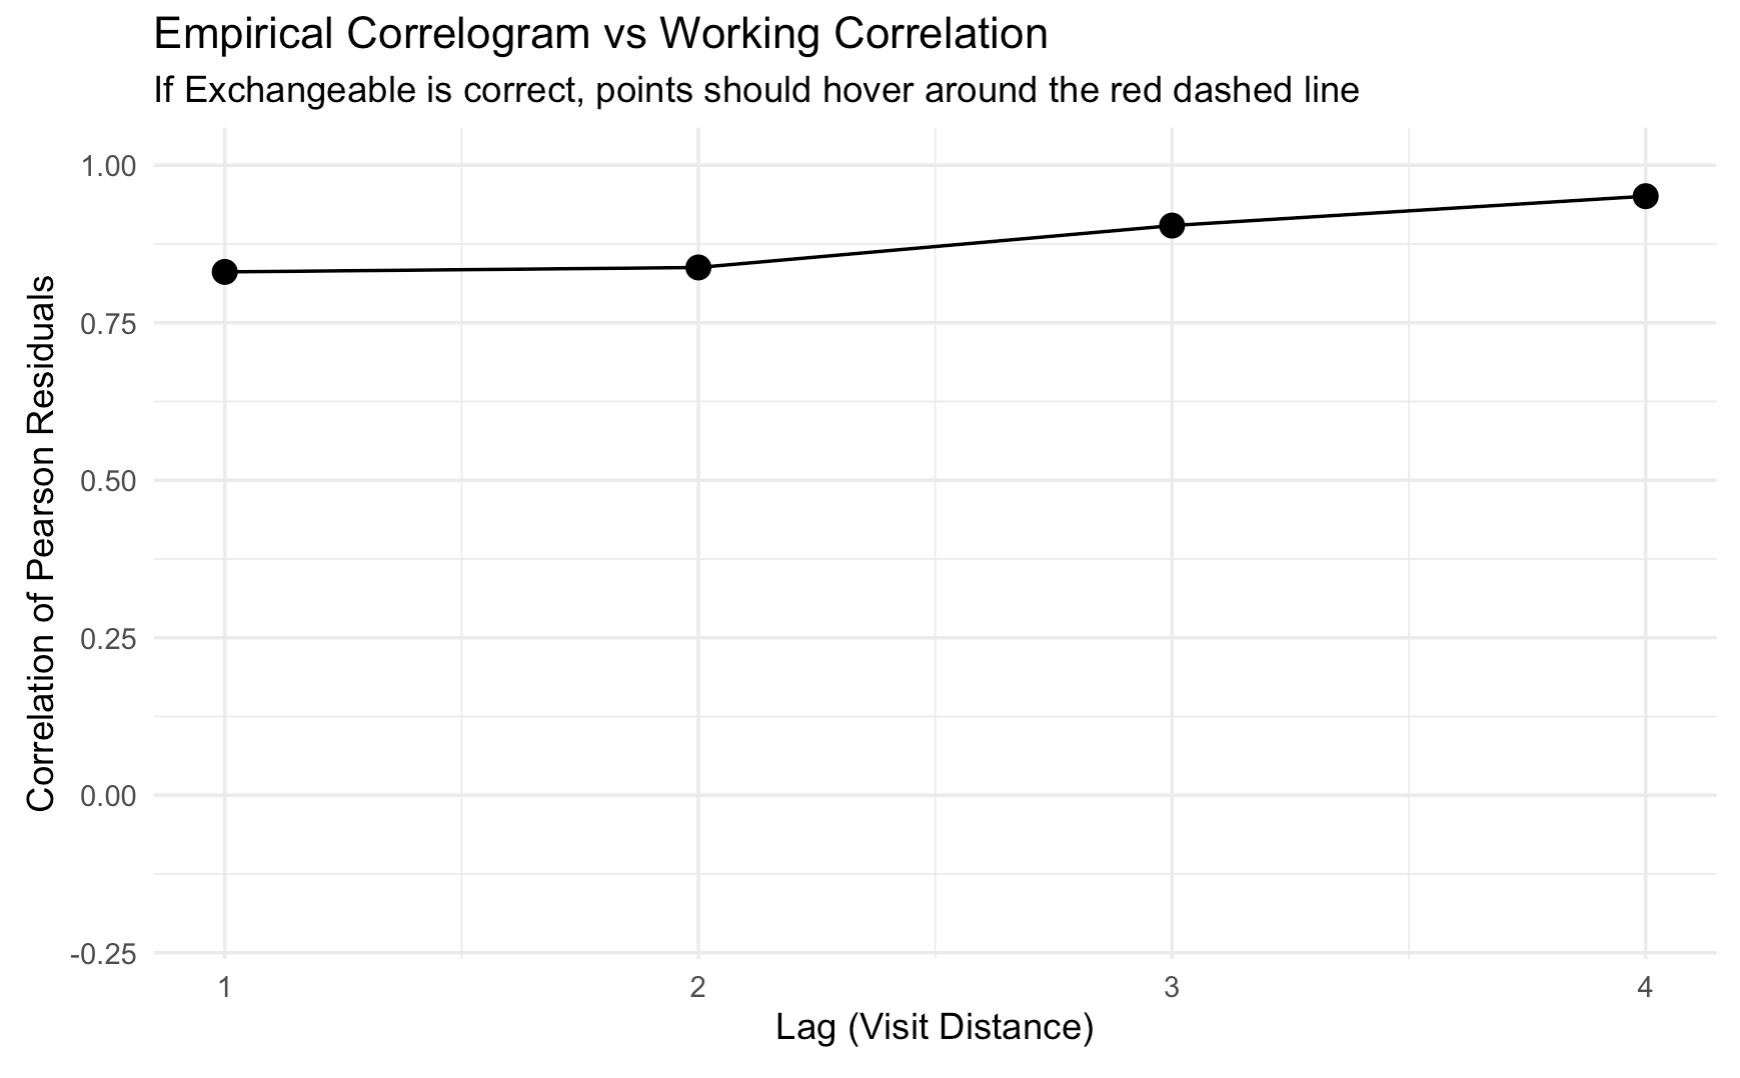 Empirical Correlogram vs Working Correlation
If Exchangeable is correct, points should hover around the red dashed line
Correlation of Pearson Residuals
1.00
0.75
0.50
0.25
0.00
-0.25
1 2 3 4
Lag (Visit Distance)